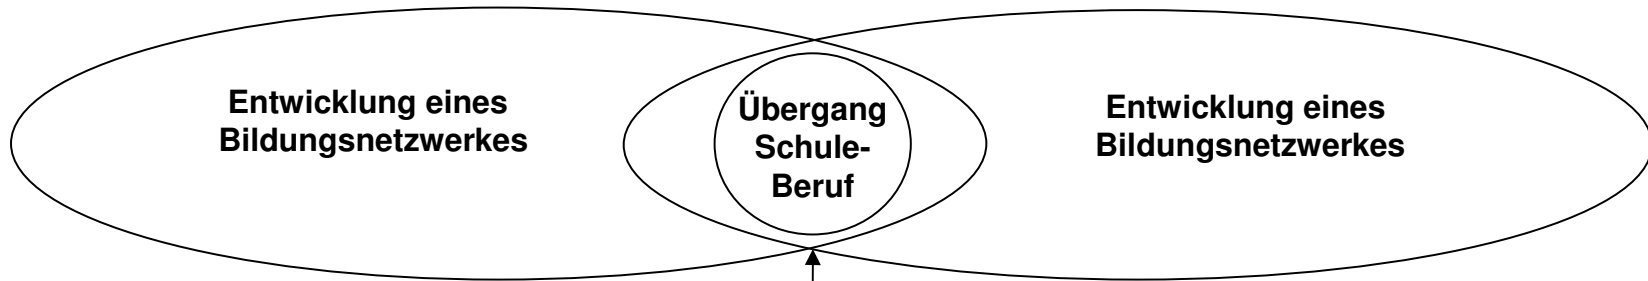 Entwicklung eines
Bildungsnetzwerkes
Übergang
Schule-
Beruf
Entwicklung eines
Bildungsnetzwerkes